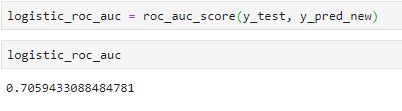 logistic_roc_auc = roc_auc_score(y_test, y_pred_new)
logistic_roc_auc
0.7059433088484781